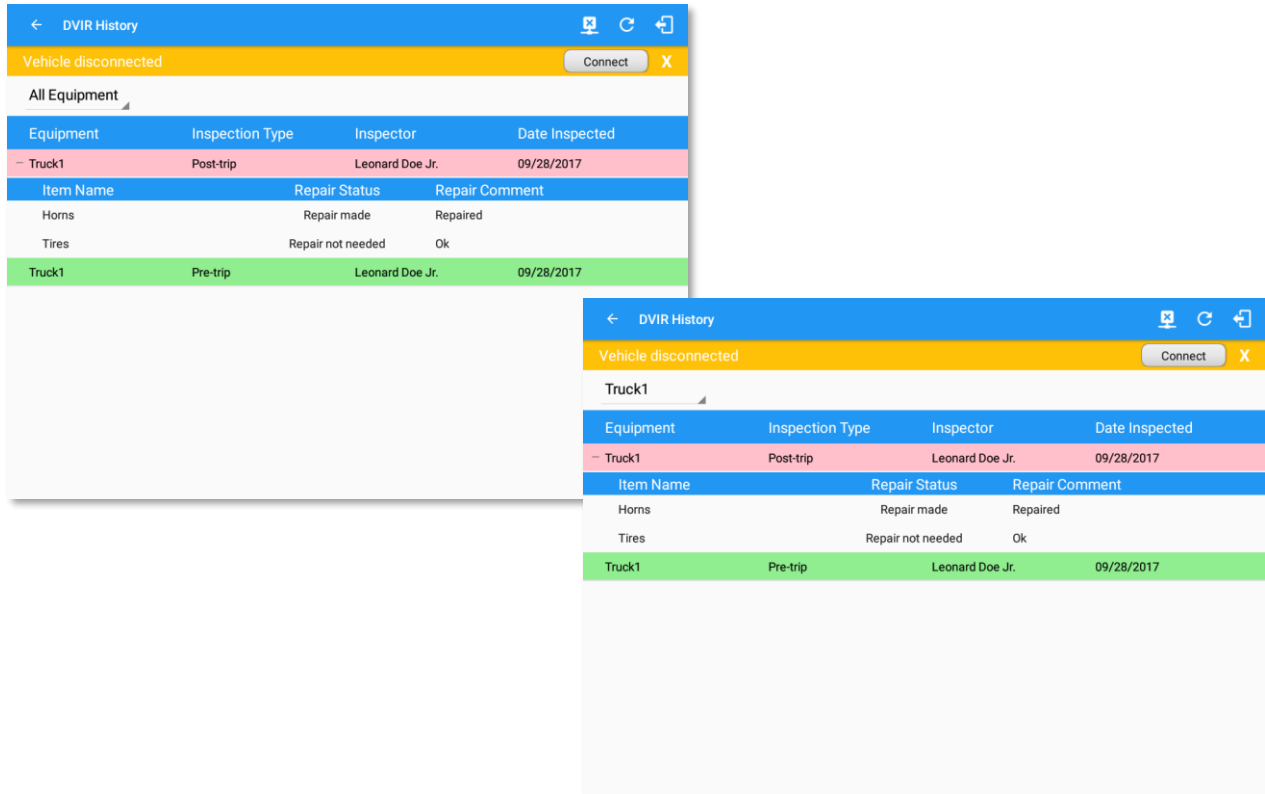 DVIR History
Vehicle disconnected Connect X
All Equipment
Equipment Inspection Type Inspector Date Inspected
− Truck1 Post-trip Leonard Doe Jr. 09/28/2017
Item Name Repair Status Repair Comment
Horns Repair made Repaired
Tires Repair not needed Ok
Truck1 Pre-trip Leonard Doe Jr. 09/28/2017
DVIR History
Vehicle disconnected Connect X
Truck1
Equipment Inspection Type Inspector Date Inspected
− Truck1 Post-trip Leonard Doe Jr. 09/28/2017
Item Name Repair Status Repair Comment
Horns Repair made Repaired
Tires Repair not needed Ok
Truck1 Pre-trip Leonard Doe Jr. 09/28/2017